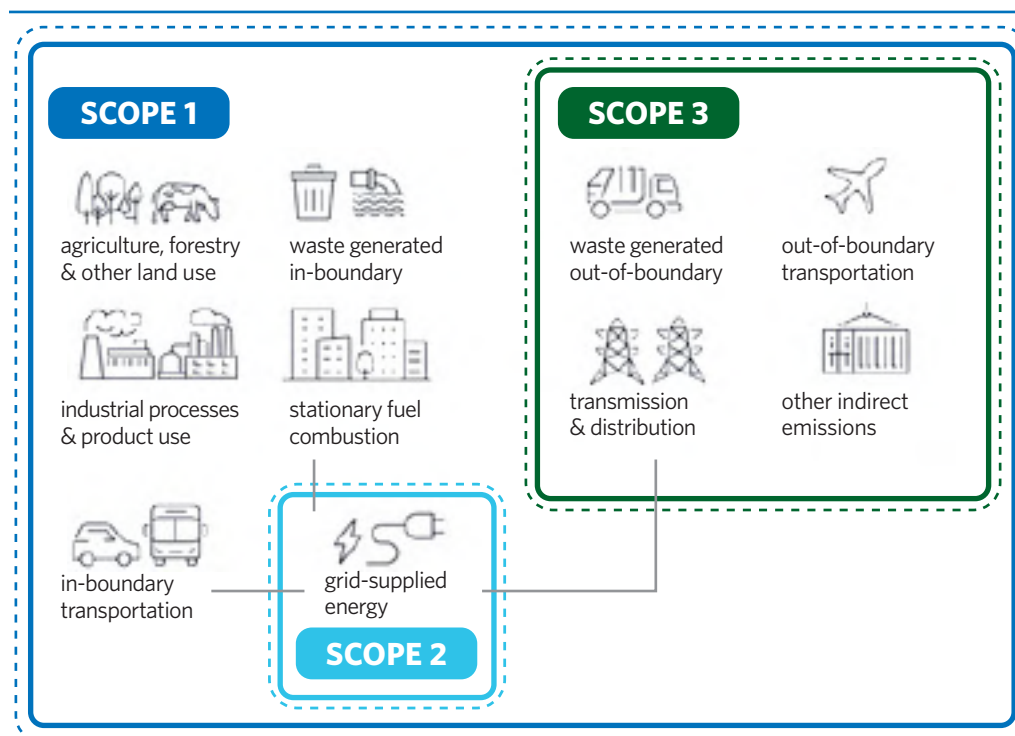 SCOPE 1
agriculture, forestry
& other land use
waste generated
in-boundary
industrial processes
& product use
stationary fuel
combustion
in-boundary
transportation
grid-supplied
energy
SCOPE 2
SCOPE 3
waste generated
out-of-boundary
out-of-boundary
transportation
transmission
& distribution
other indirect
emissions